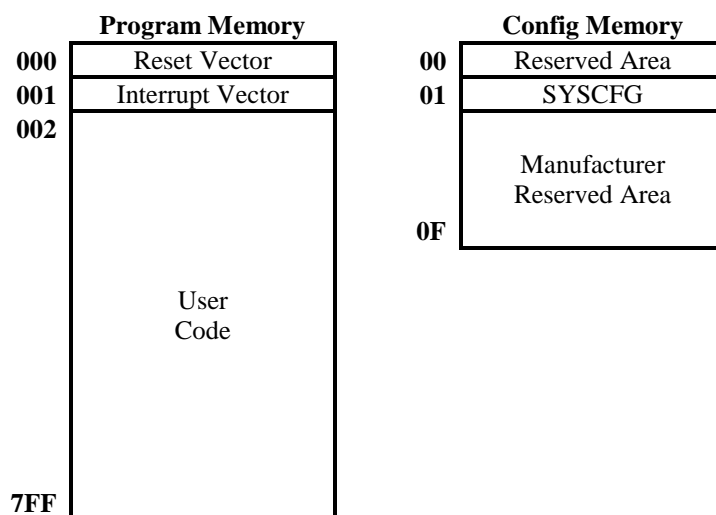 Program Memory
000 Reset Vector
001 Interrupt Vector
002
User
Code
7FF
Config Memory
00 Reserved Area
01 SYSCFG
Manufacturer
Reserved Area
0F